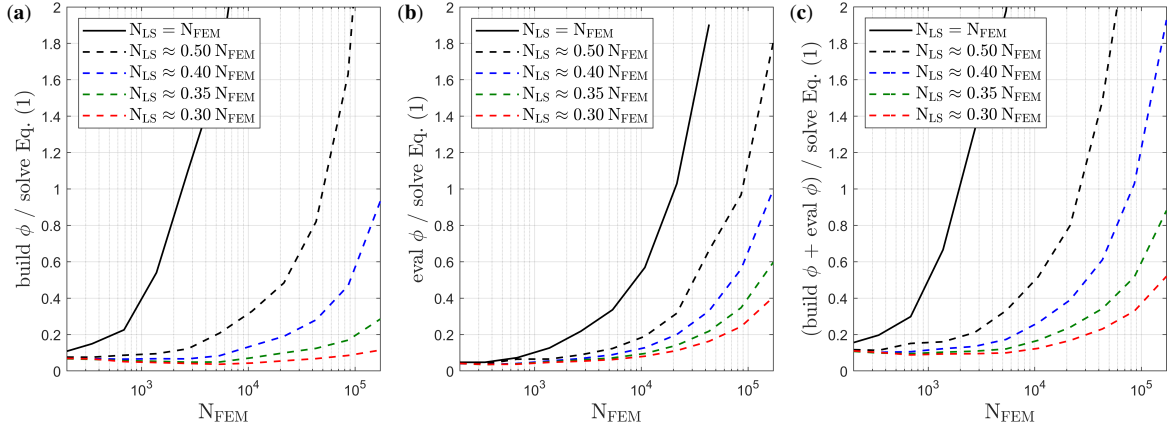 (a)
2
1.8
1.6
1.4
1.2
1
0.8
0.6
0.4
0.2
0
build ϕ / solve Eq. (1)
N_LS = N_FEM
N_LS ≈ 0.50 N_FEM
N_LS ≈ 0.40 N_FEM
N_LS ≈ 0.35 N_FEM
N_LS ≈ 0.30 N_FEM
10^3 10^4 10^5
N_FEM
(b)
2
1.8
1.6
1.4
1.2
1
0.8
0.6
0.4
0.2
0
eval ϕ / solve Eq. (1)
N_LS = N_FEM
N_LS ≈ 0.50 N_FEM
N_LS ≈ 0.40 N_FEM
N_LS ≈ 0.35 N_FEM
N_LS ≈ 0.30 N_FEM
10^3 10^4 10^5
N_FEM
(c)
2
1.8
1.6
1.4
1.2
1
0.8
0.6
0.4
0.2
0
(build ϕ + eval ϕ) / solve Eq. (1)
N_LS = N_FEM
N_LS ≈ 0.50 N_FEM
N_LS ≈ 0.40 N_FEM
N_LS ≈ 0.35 N_FEM
N_LS ≈ 0.30 N_FEM
10^3 10^4 10^5
N_FEM